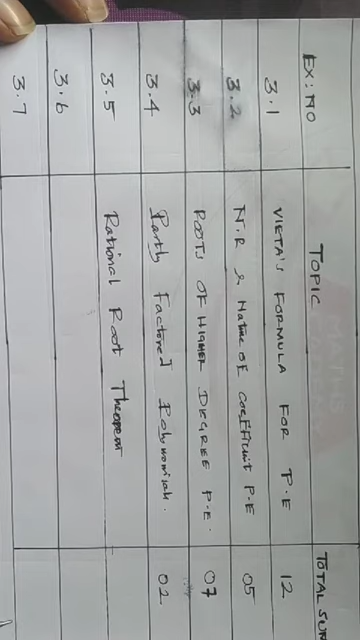 EX: NO TOPIC TOTAL SUM
3.1 VIETA'S FORMULA FOR P.E 12
3.2 N.R & Nature OF Coefficient P.E 05
3.3 ROOTS OF HIGHER DEGREE P.E. 07
3.4 Partly Factored Polynomials. 02
3.5 Rational Root Theorem
3.6
3.7